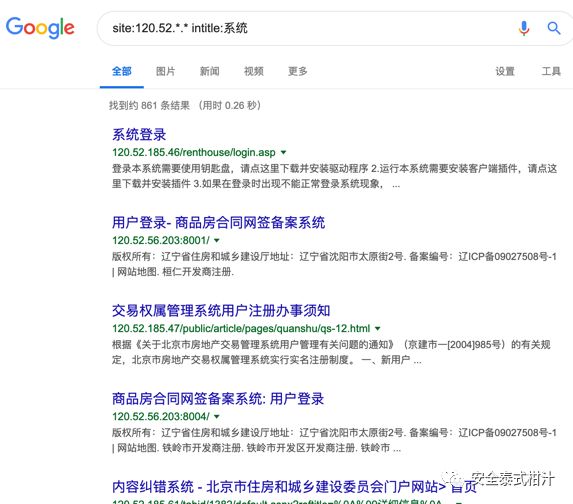 Google
site:120.52.*.* intitle:系统
全部 图片 新闻 视频 更多 设置 工具
找到约 861 条结果 （用时 0.26 秒）
系统登录
120.52.185.46/renthouse/login.asp
登录本系统需要使用钥匙盘，请点这里下载并安装驱动程序 2.运行本系统需要安装客户端插件，请点这
里下载并安装插件 3.如果在登录时出现不能正常登录系统现象， ...
用户登录- 商品房合同网签备案系统
120.52.56.203:8001/
版权所有：辽宁省住房和城乡建设厅地址：辽宁省沈阳市太原街2号. 备案编号：辽ICP备09027508号-1
| 网站地图. 桓仁开发商注册.
交易权属管理系统用户注册办事须知
120.52.185.47/public/article/pages/quanshu/qs-12.html
根据《关于北京市房地产交易管理系统用户管理有关问题的通知》（京建市一[2004]985号）的有关规
定，北京市房地产交易权属管理系统实行实名注册制度。 一、新用户 ...
商品房合同网签备案系统: 用户登录
120.52.56.203:8004/
版权所有：辽宁省住房和城乡建设厅地址：辽宁省沈阳市太原街2号. 备案编号：辽ICP备09027508号-1
| 网站地图. 铁岭市开发商注册. 铁岭市开发区开发商注册. 铁岭市 ...
内容纠错系统 - 北京市住房和城乡建设委员会门户网站> 首页
安全泰式柑汁